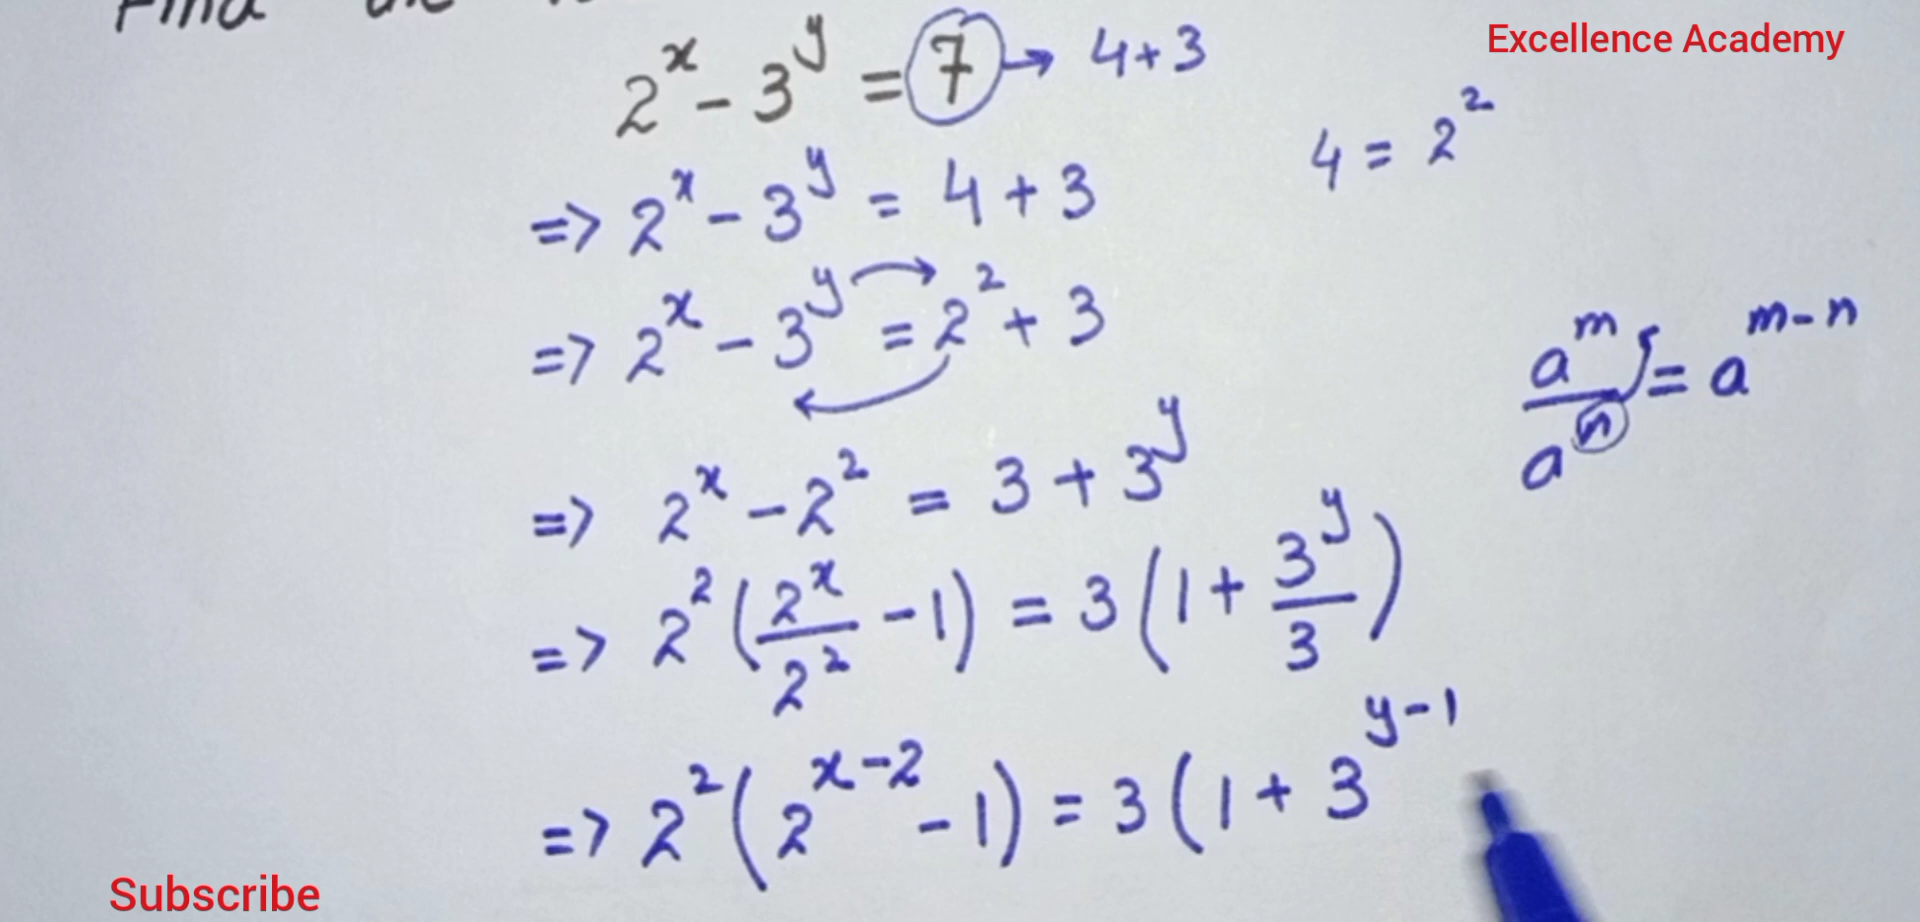 Find the
Excellence Academy
2^x - 3^y = 7 → 4+3
4 = 2^2
=> 2^x - 3^y = 4 + 3
=> 2^x - 3^y = 2^2 + 3
a^m / a^n = a^(m-n)
=> 2^x - 2^2 = 3 + 3^y
=> 2^2 (2^x / 2^2 - 1) = 3 (1 + 3^y / 3)
=> 2^2 (2^(x-2) - 1) = 3 (1 + 3^(y-1)
Subscribe